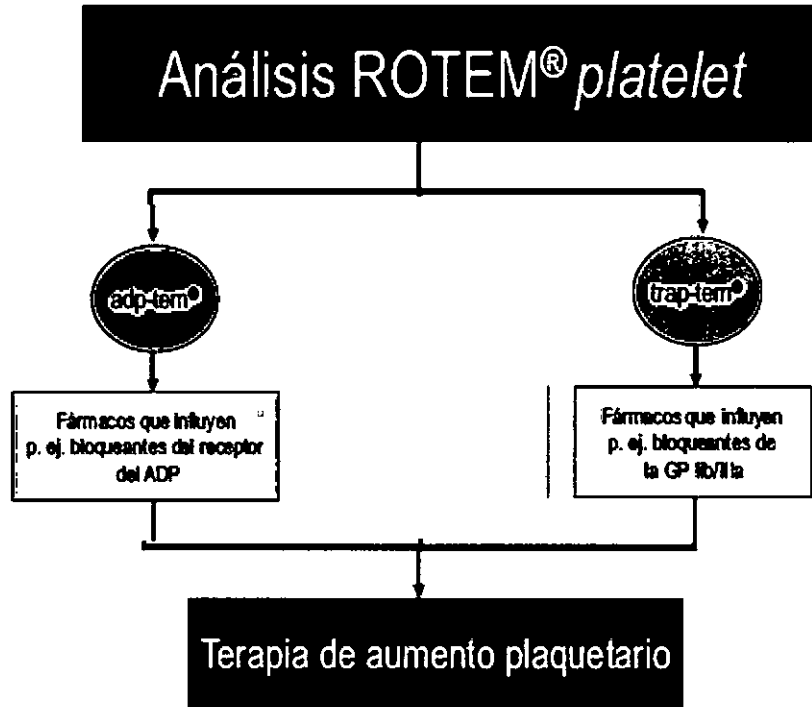 Análisis ROTEM® platelet
adp-tem®
trap-tem®
Fármacos que influyen
p. ej. bloqueantes del receptor
del ADP
Fármacos que influyen
p. ej. bloqueantes de
la GP IIb/IIIa
Terapia de aumento plaquetario